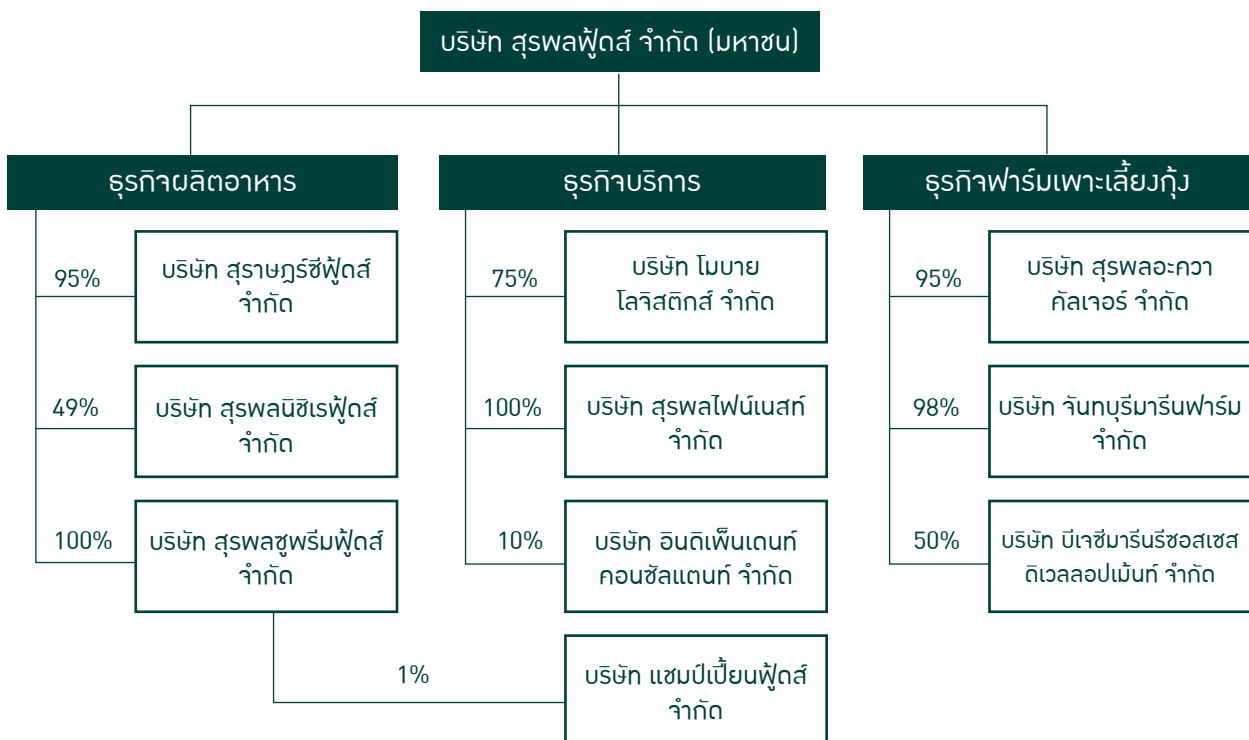 บริษัท สุรพลฟู้ดส์ จำกัด (มหาชน)
ธุรกิจผลิตอาหาร
95%
บริษัท สุราษฎร์ซีฟู้ดส์
จำกัด
49%
บริษัท สุรพลนิชิเรฟู้ดส์
จำกัด
100%
บริษัท สุรพลซูพรีมฟู้ดส์
จำกัด
ธุรกิจบริการ
75%
บริษัท โมบาย
โลจิสติกส์ จำกัด
100%
บริษัท สุรพลไฟน์เนสท์
จำกัด
10%
บริษัท อินดิเพ็นเดนท์
คอนซัลแตนท์ จำกัด
1%
บริษัท แชมป์เปี้ยนฟู้ดส์
จำกัด
ธุรกิจฟาร์มเพาะเลี้ยงกุ้ง
95%
บริษัท สุรพลอะควา
คัลเจอร์ จำกัด
98%
บริษัท จันทบุรีมารีนฟาร์ม
จำกัด
50%
บริษัท บีเจซีมารีนรีซอสเซส
ดิเวลลอปเม้นท์ จำกัด